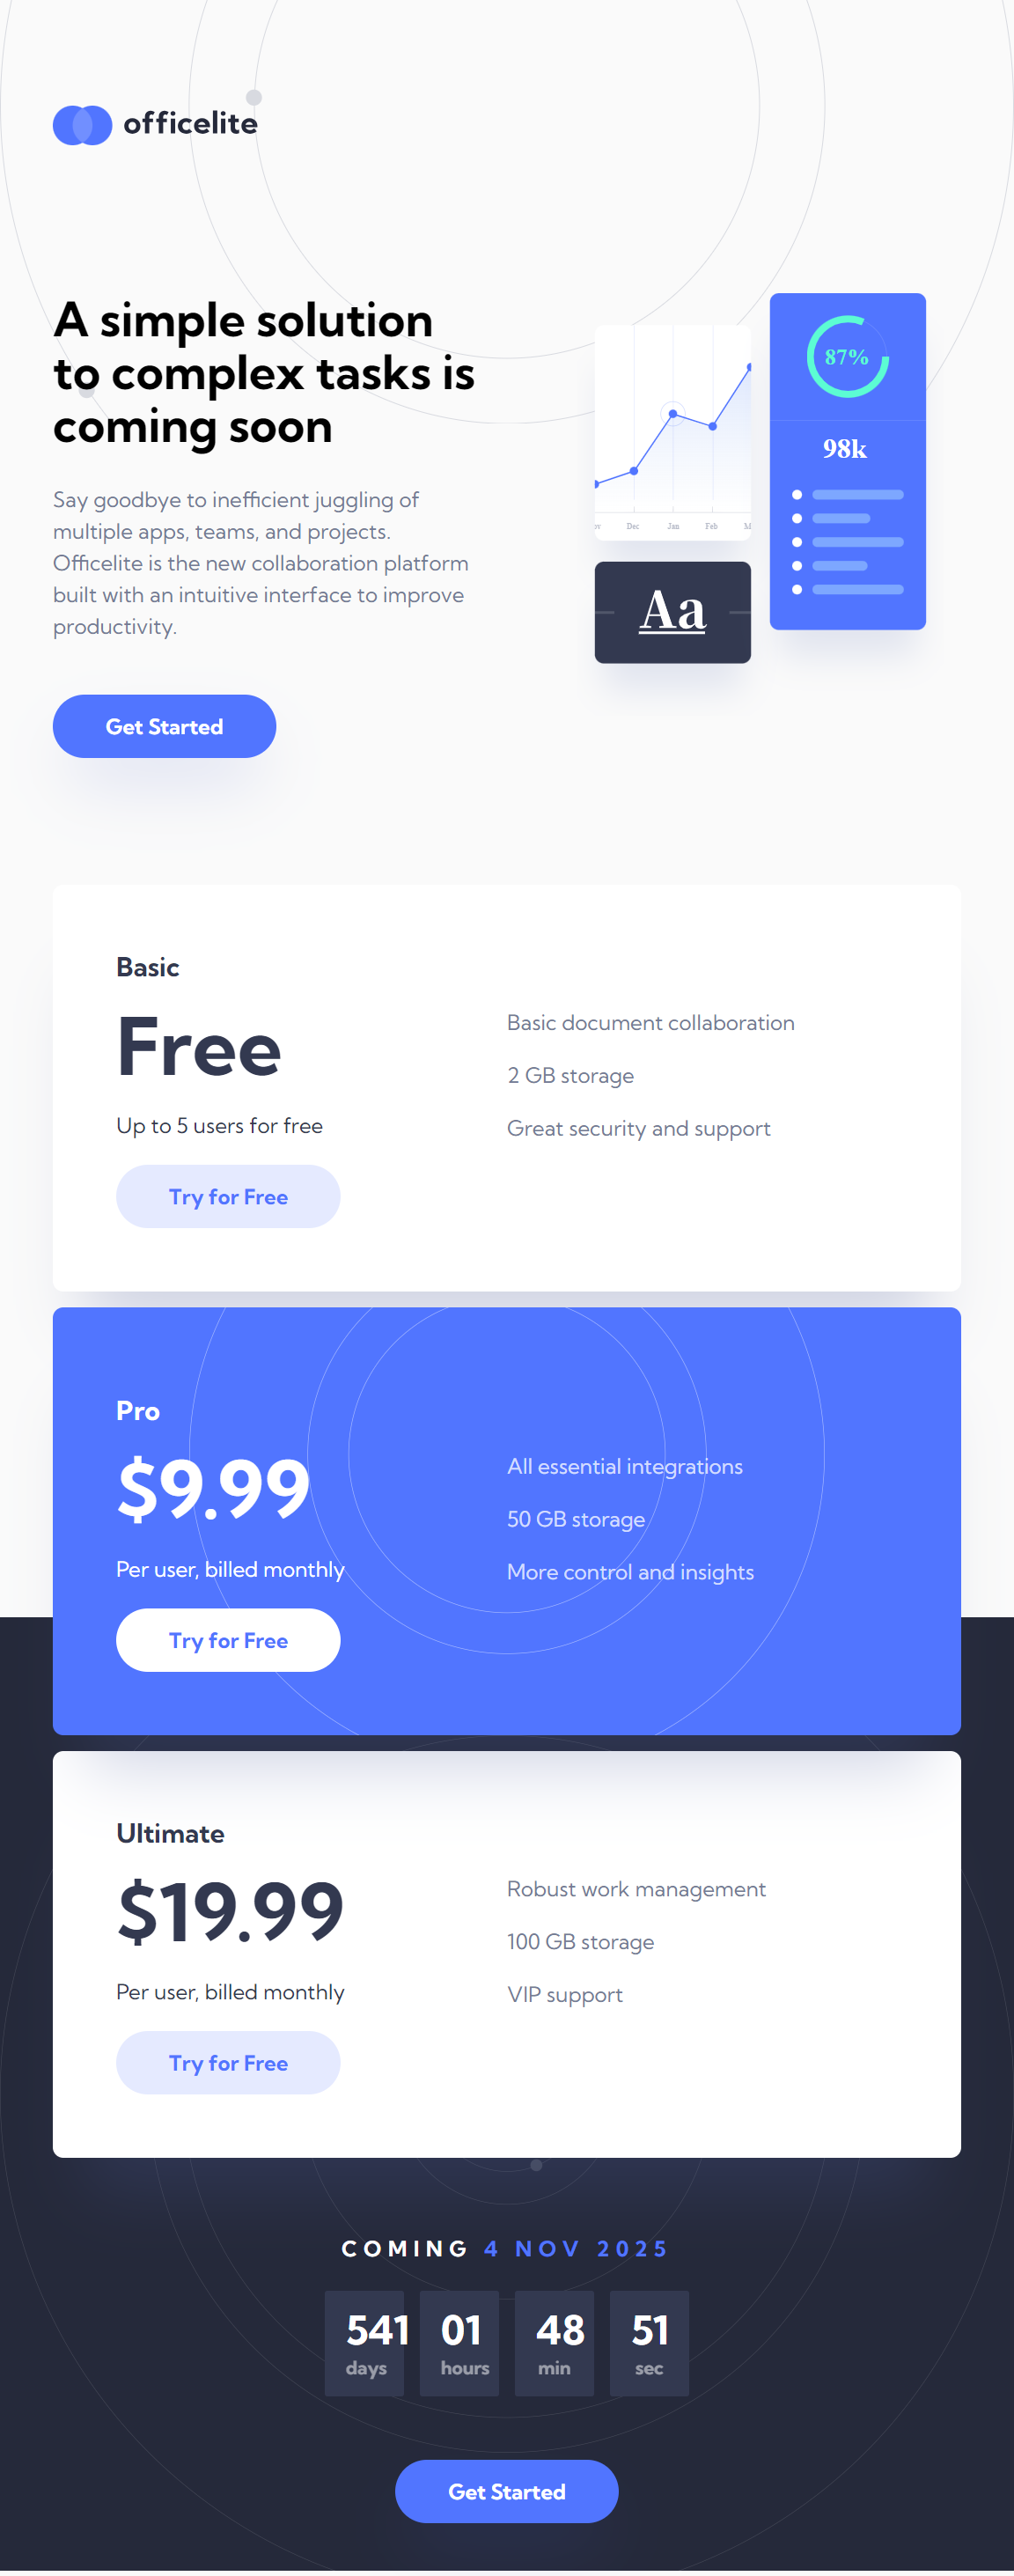 officelite
A simple solution
to complex tasks is
coming soon
Say goodbye to inefficient juggling of
multiple apps, teams, and projects.
Officelite is the new collaboration platform
built with an intuitive interface to improve
productivity.
Get Started
87%
98k
Dec Jan Feb
Aa
Basic
Free
Up to 5 users for free
Try for Free
Basic document collaboration
2 GB storage
Great security and support
Pro
$9.99
Per user, billed monthly
Try for Free
All essential integrations
50 GB storage
More control and insights
Ultimate
$19.99
Per user, billed monthly
Try for Free
Robust work management
100 GB storage
VIP support
COMING 4 NOV 2025
541 01 48 51
days hours min sec
Get Started